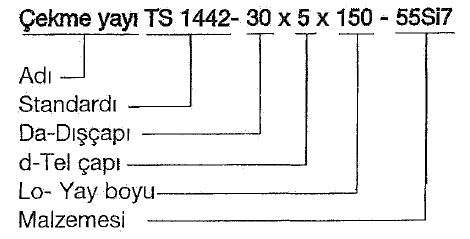 Çekme yayı TS 1442- 30 x 5 x 150 - 55Si7
Adı
Standardı
Da-Dışçapı
d-Tel çapı
Lo- Yay boyu
Malzemesi